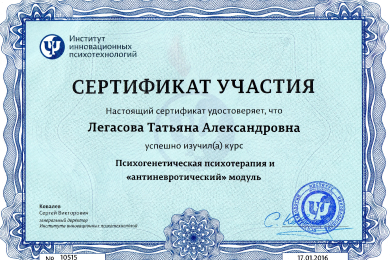 Институт
инновационных
психотехнологий
СЕРТИФИКАТ УЧАСТИЯ
Настоящий сертификат удостоверяет, что
Легасова Татьяна Александровна
успешно изучил(а) курс
Психогенетическая психотерапия и
«антиневротический» модуль
Ковалев
Сергей Викторович
генеральный директор
Института инновационных психотехнологий
№ 10515
17.01.2016